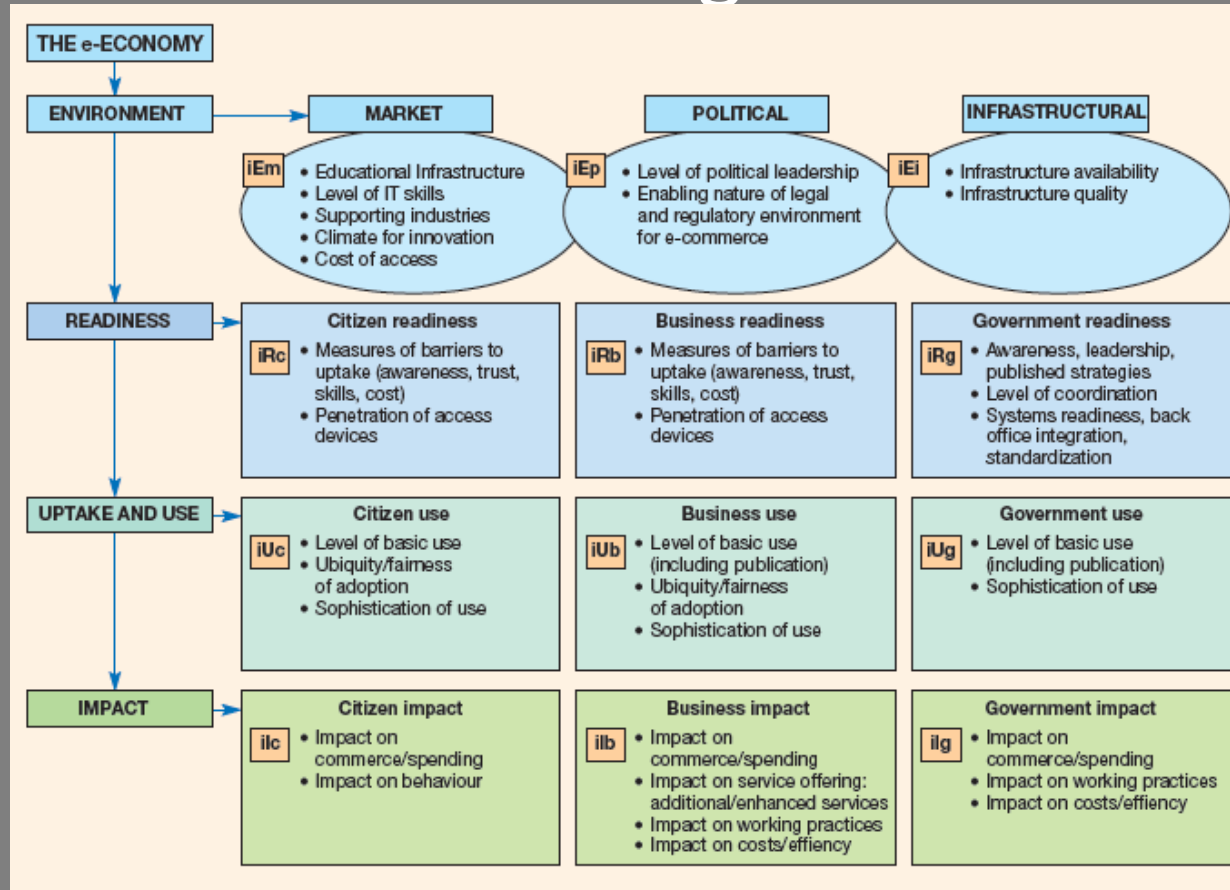 THE e-ECONOMY
ENVIRONMENT
MARKET
POLITICAL
INFRASTRUCTURAL
iEm
• Educational Infrastructure
• Level of IT skills
• Supporting industries
• Climate for innovation
• Cost of access
iEp
• Level of political leadership
• Enabling nature of legal
and regulatory environment
for e-commerce
iEi
• Infrastructure availability
• Infrastructure quality
READINESS
Citizen readiness
iRc
• Measures of barriers to
uptake (awareness, trust,
skills, cost)
• Penetration of access
devices
Business readiness
iRb
• Measures of barriers to
uptake (awareness, trust,
skills, cost)
• Penetration of access
devices
Government readiness
iRg
• Awareness, leadership,
published strategies
• Level of coordination
• Systems readiness, back
office integration,
standardization
UPTAKE AND USE
Citizen use
iUc
• Level of basic use
• Ubiquity/fairness
of adoption
• Sophistication of use
Business use
iUb
• Level of basic use
(including publication)
• Ubiquity/fairness
of adoption
• Sophistication of use
Government use
iUg
• Level of basic use
(including publication)
• Sophistication of use
IMPACT
Citizen impact
iIc
• Impact on
commerce/spending
• Impact on behaviour
Business impact
iIb
• Impact on
commerce/spending
• Impact on service offering:
additional/enhanced services
• Impact on working practices
• Impact on costs/effiency
Government impact
iIg
• Impact on
commerce/spending
• Impact on working practices
• Impact on costs/effiency